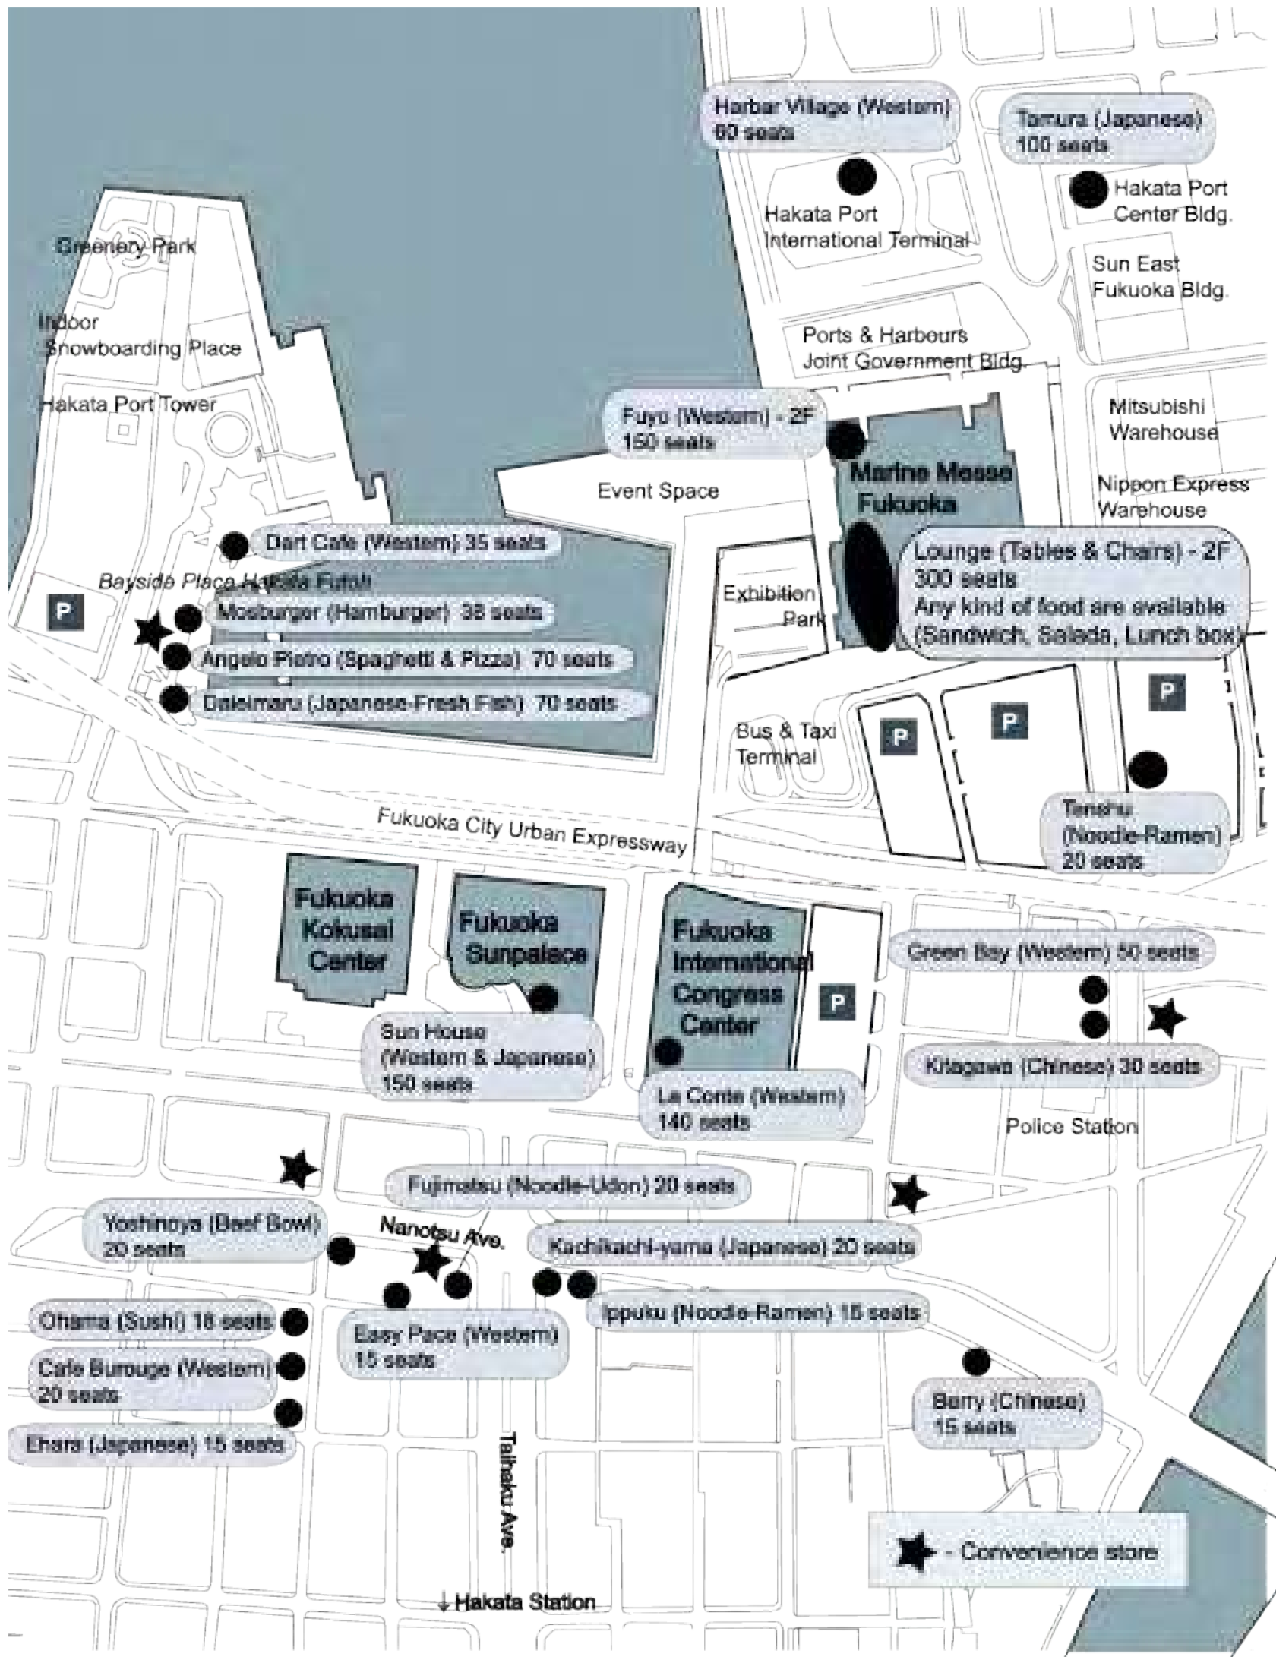 Harbar Village (Western)
60 seats
Tamura (Japanese)
100 seats
Hakata Port
International Terminal
Hakata Port
Center Bldg.
Greenery Park
Sun East
Fukuoka Bldg.
Indoor
Snowboarding Place
Ports & Harbours
Joint Government Bldg.
Hakata Port Tower
Fuyo (Western) - 2F
150 seats
Mitsubishi
Warehouse
Marine Messe
Fukuoka
Event Space
Nippon Express
Warehouse
Dart Cafe (Western) 35 seats
Lounge (Tables & Chairs) - 2F
300 seats
Any kind of food are available
(Sandwich, Salada, Lunch box)
Bayside Place Hakata Futoh
Exhibition
Park
P
Mosburger (Hamburger) 38 seats
Angelo Pietro (Spaghetti & Pizza) 70 seats
(Japanese-Fresh Fish) 70 seats
P
P
P
Bus & Taxi
Terminal
Tenshu
(Noodle-Ramen)
20 seats
Fukuoka City Urban Expressway
Fukuoka
Kokusai
Center
Fukuoka
Sunpalace
Fukuoka
International
Congress
Center
P
Green Bay (Western) 50 seats
Sun House
(Western & Japanese)
150 seats
Kitagawa (Chinese) 30 seats
Le Conte (Western)
140 seats
Police Station
Fujimatsu (Noodle-Udon) 20 seats
Yoshinoya (Beef Bowl)
20 seats
Nanotsu Ave.
Kachikachi-yama (Japanese) 20 seats
Ohama (Sushi) 18 seats
Easy Pace (Western)
15 seats
Ippuku (Noodle-Ramen) 15 seats
Cafe Burouge (Western)
20 seats
Ehara (Japanese) 15 seats
Berry (Chinese)
15 seats
Taihaku Ave.
- Convenience store
↓ Hakata Station